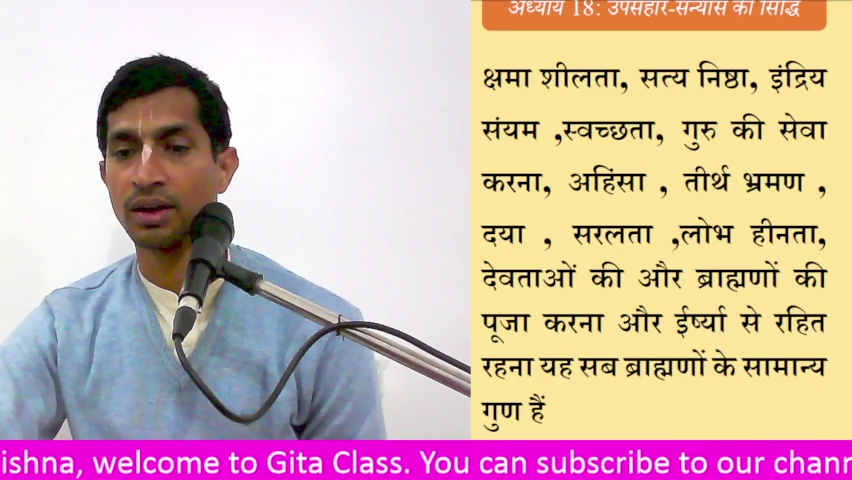 अध्याय 18: उपसंहार-सन्यास की सिद्धि
क्षमा शीलता, सत्य निष्ठा, इंद्रिय
संयम ,स्वच्छता, गुरु की सेवा
करना, अहिंसा , तीर्थ भ्रमण ,
दया , सरलता ,लोभ हीनता,
देवताओं की और ब्राह्मणों की
पूजा करना और ईर्ष्या से रहित
रहना यह सब ब्राह्मणों के सामान्य
गुण हैं
ishna, welcome to Gita Class. You can subscribe to our chann